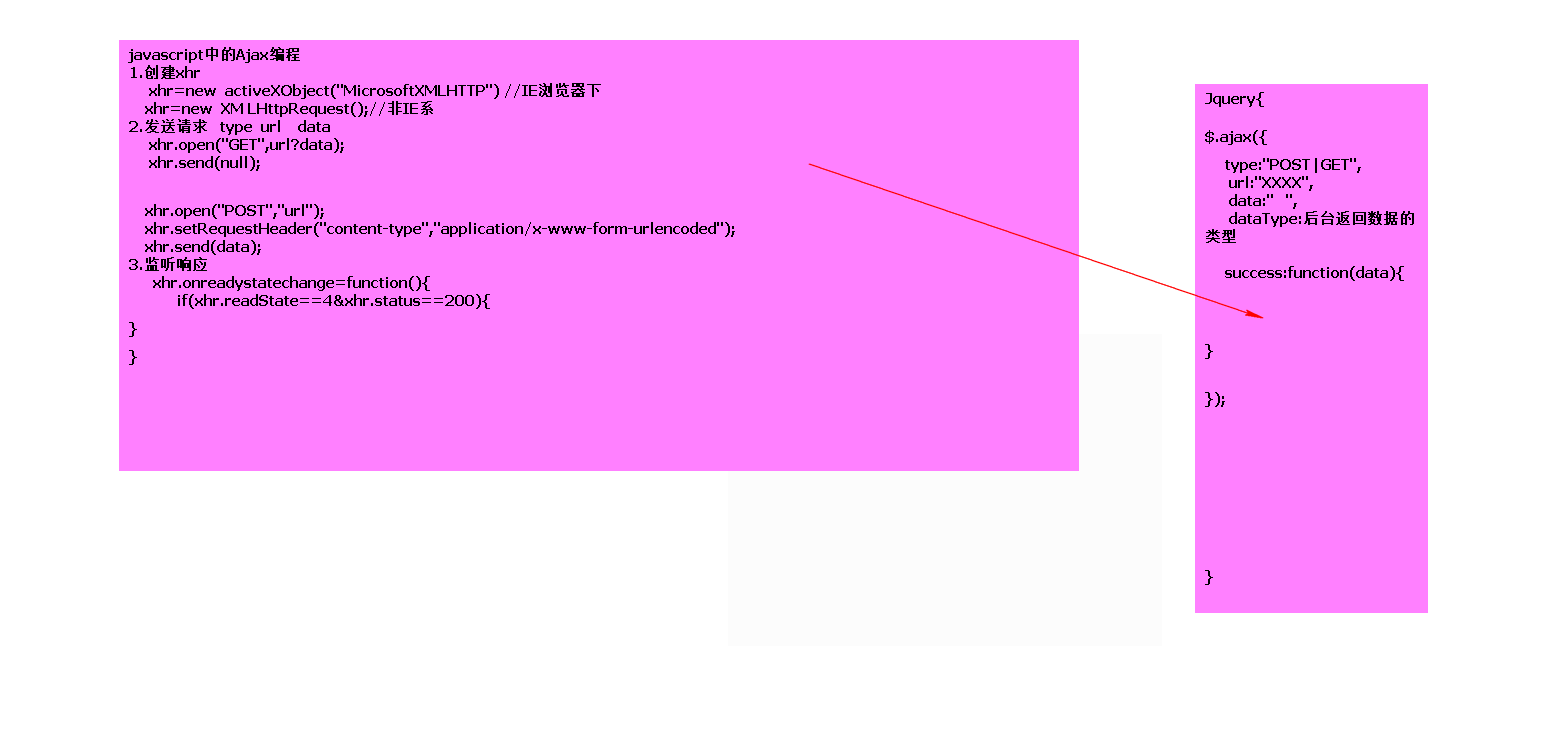 javascript中的Ajax编程
1.创建xhr
xhr=new activeXObject("MicrosoftXMLHTTP") //IE浏览器下
xhr=new XMLHttpRequest();//非IE系
2.发送请求 type url data
xhr.open("GET",url?data);
xhr.send(null);
xhr.open("POST","url");
xhr.setRequestHeader("content-type","application/x-www-form-urlencoded");
xhr.send(data);
3.监听响应
xhr.onreadystatechange=function(){
if(xhr.readState==4&xhr.status==200){
}
}
Jquery{
$.ajax({
type:"POST|GET",
url:"XXXX",
data:" ",
dataType:后台返回数据的
类型
success:function(data){
}
});
}